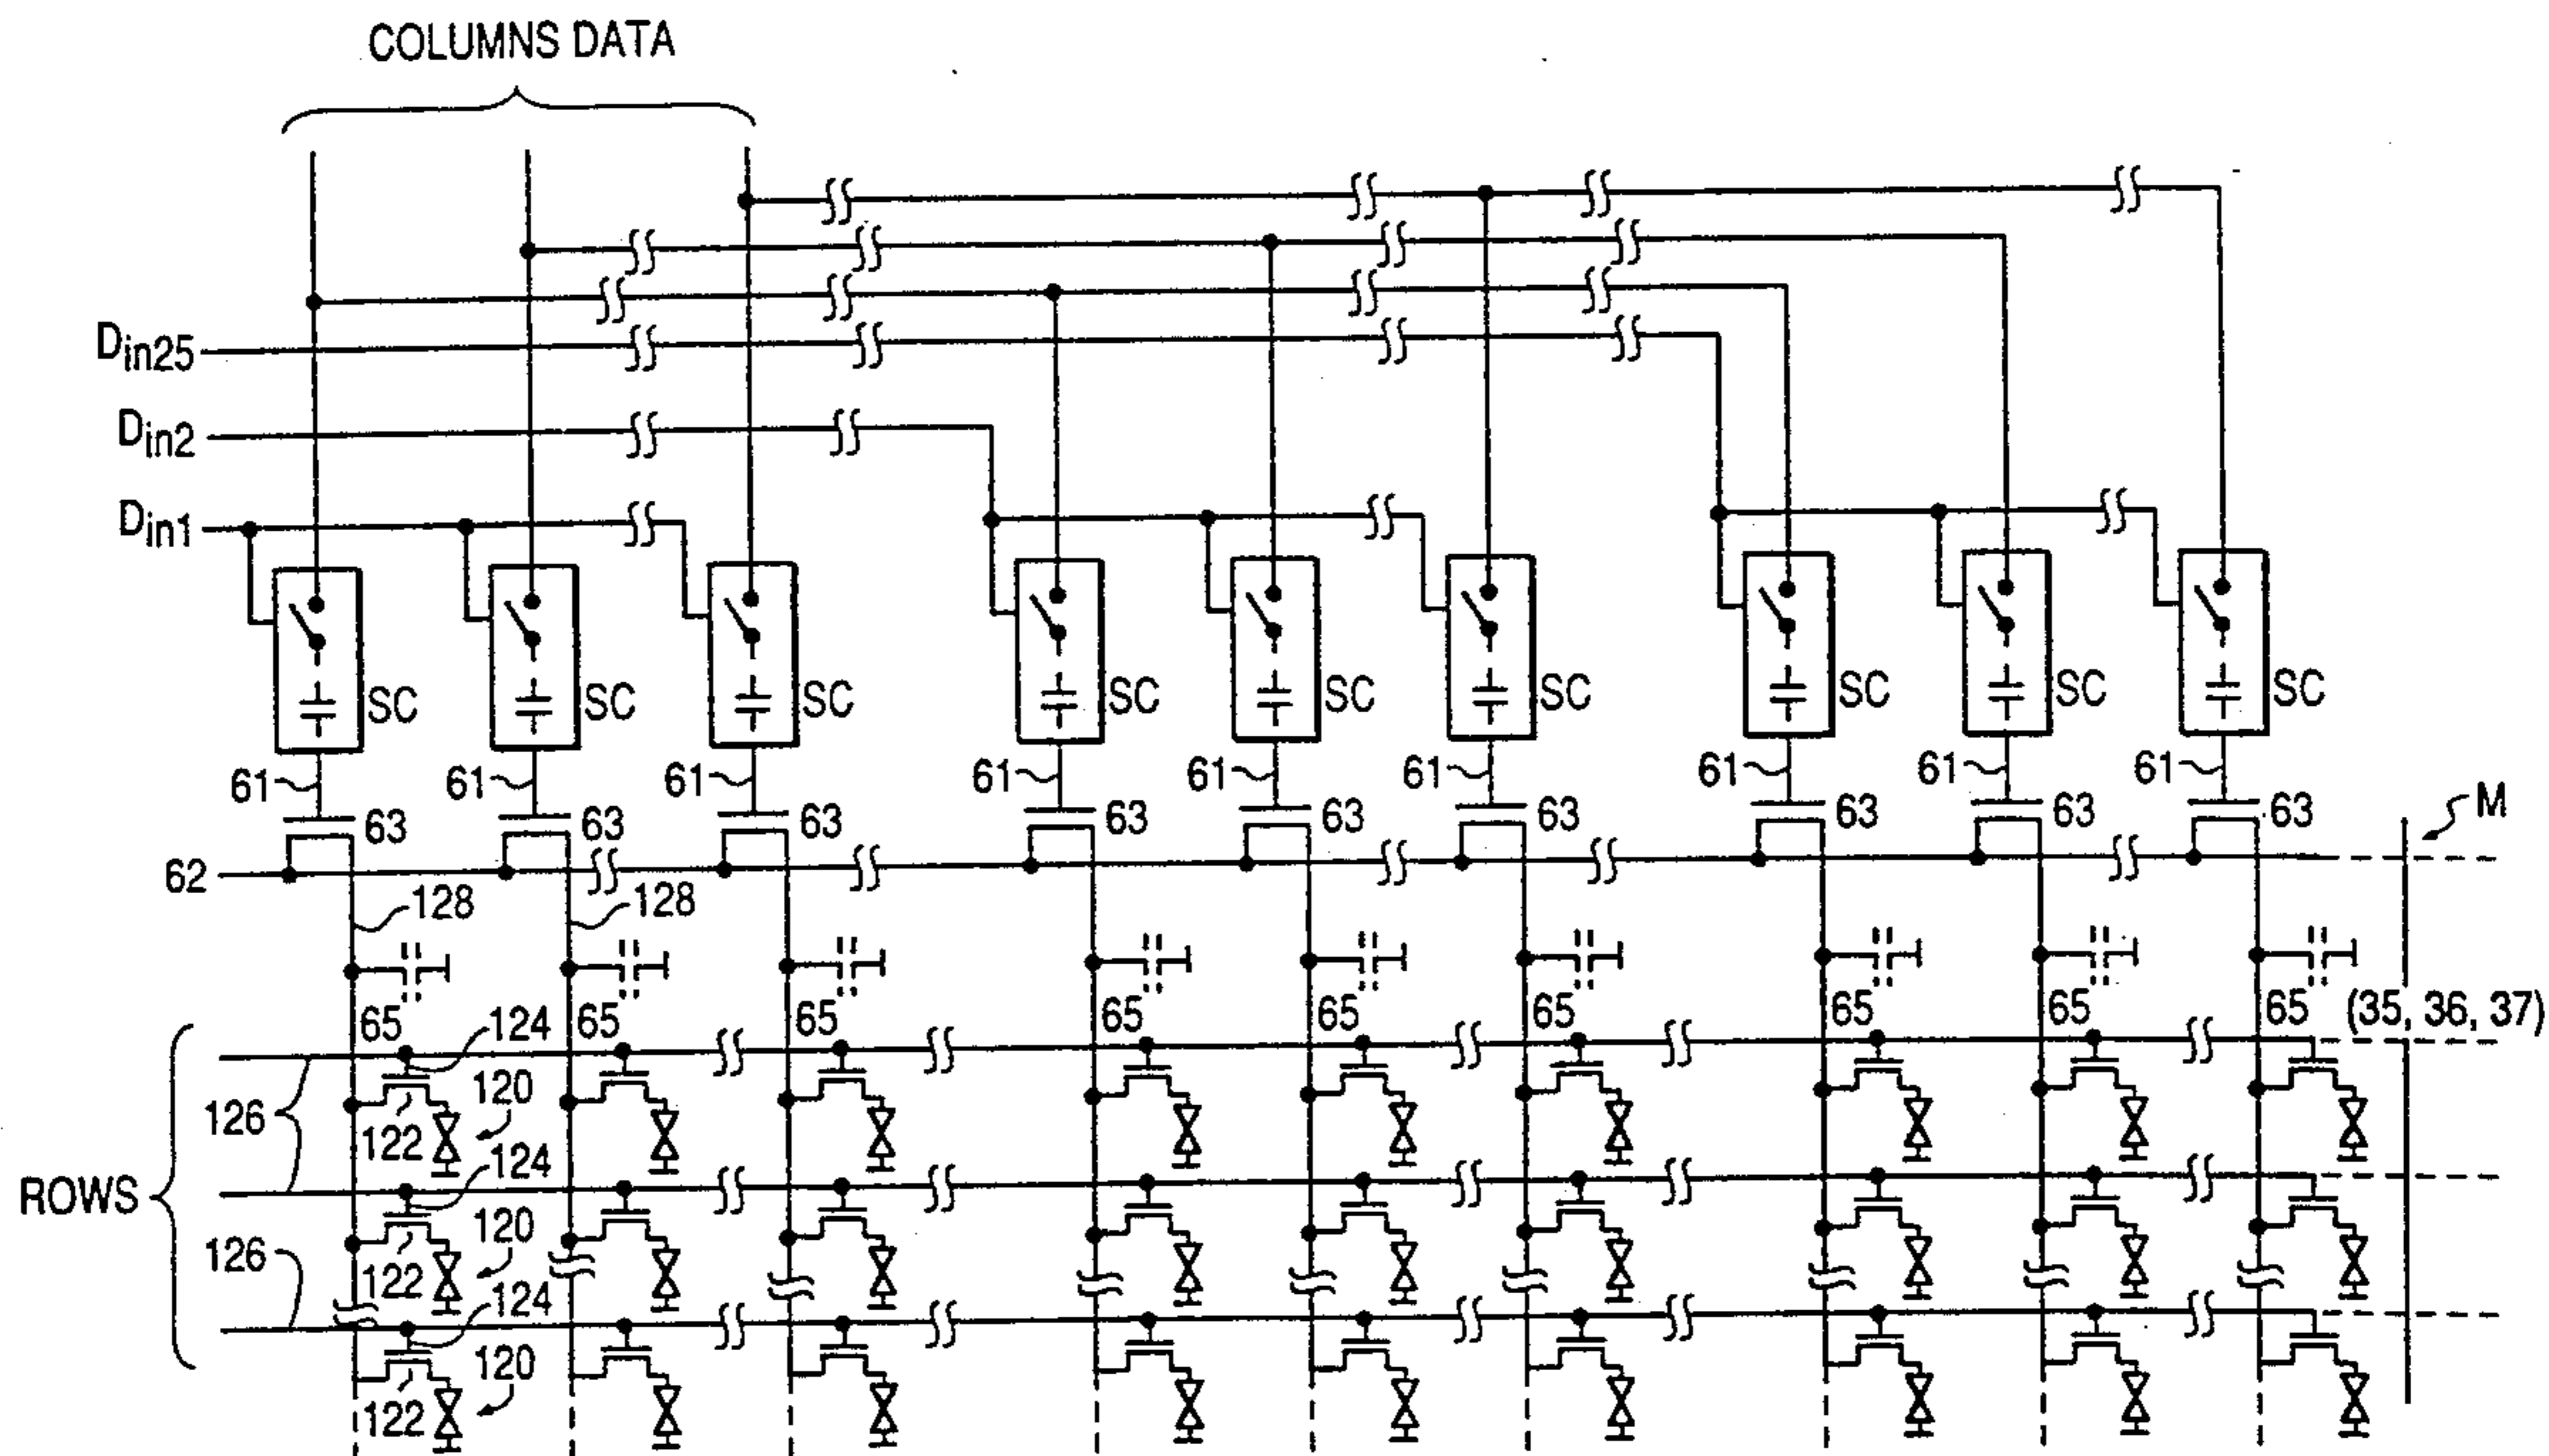 COLUMNS DATA
Din25
Din2
Din1
SC SC SC SC SC SC SC SC SC
61 61 61 61 61 61 61 61 61
63 63 63 63 63 63 63 63 63 M
62
128 128
65 65 65 65 65 65 65 65 65 (35, 36, 37)
124
120
126
122
124
ROWS
120
126
122
124
120
122